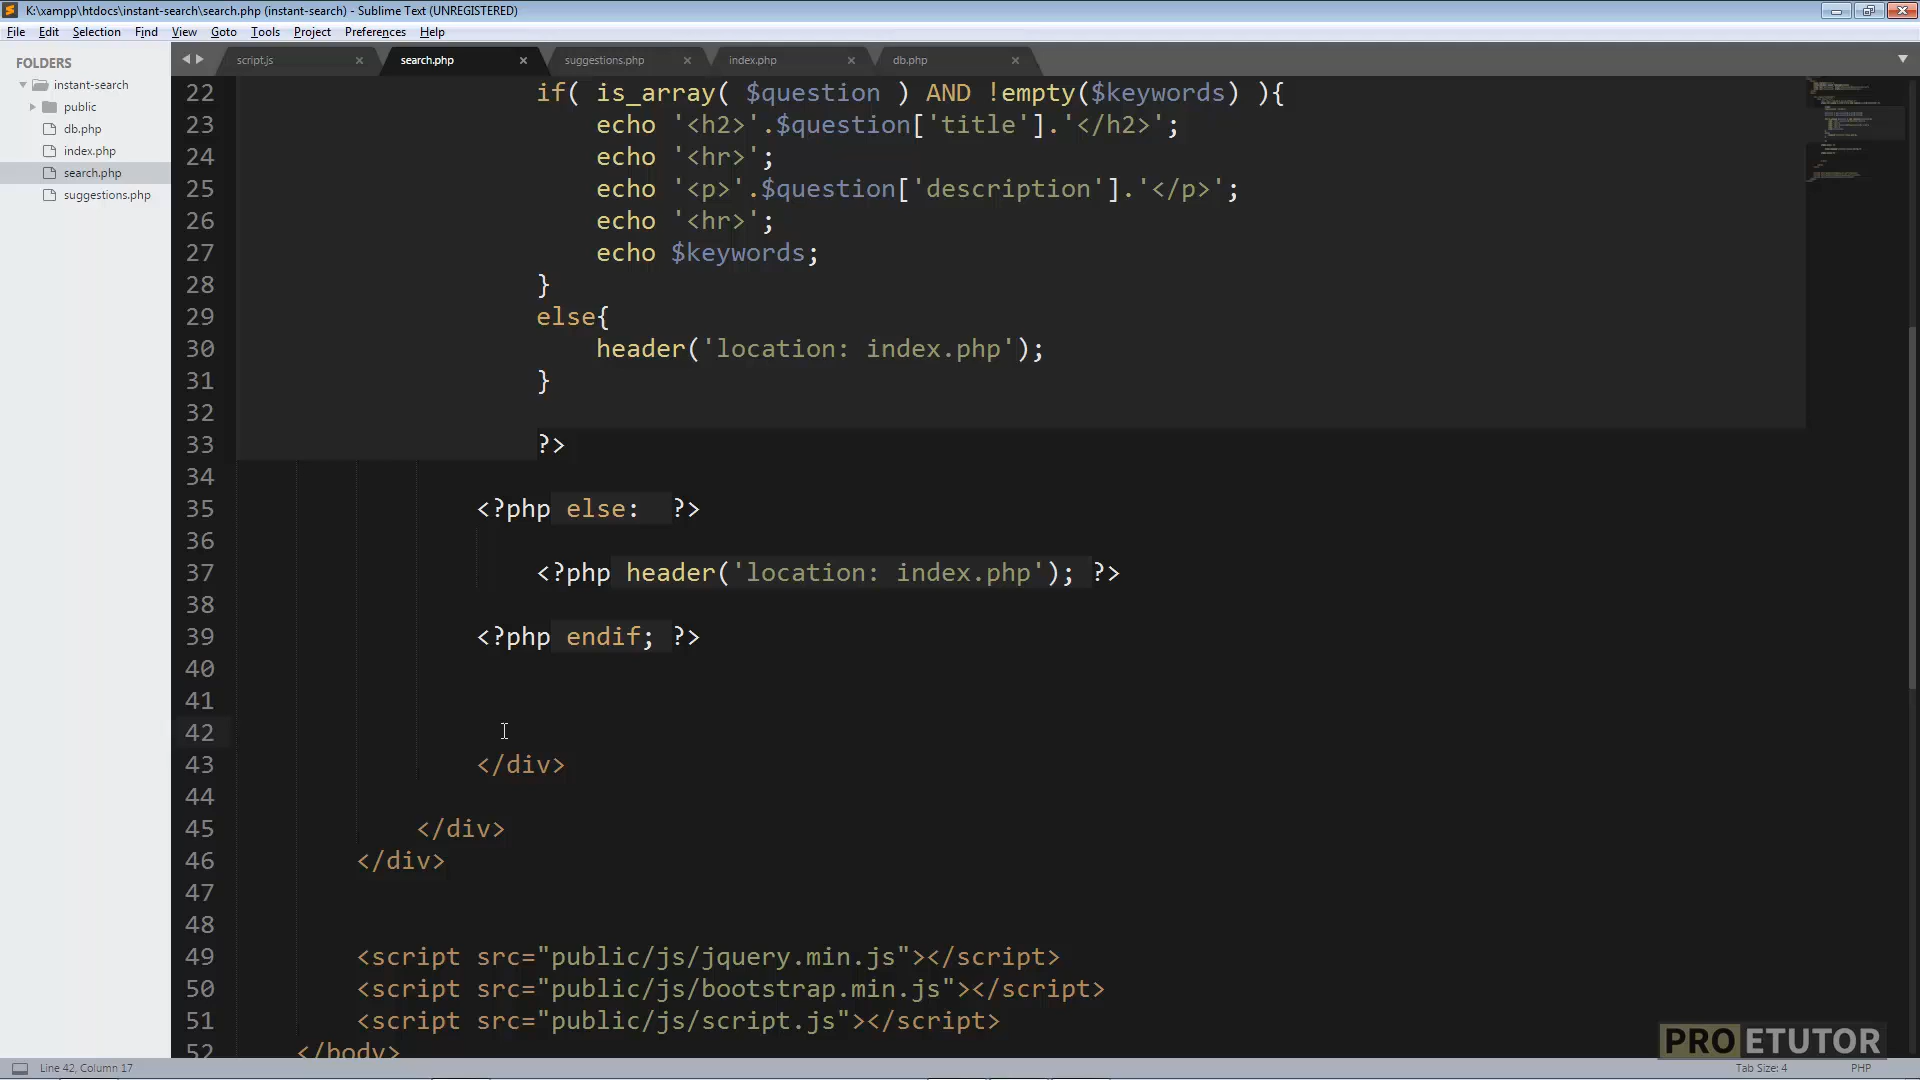 K:\xampp\htdocs\instant-search\search.php (instant-search) - Sublime Text (UNREGISTERED)
File Edit Selection Find View Goto Tools Project Preferences Help
FOLDERS
instant-search
public
db.php
index.php
search.php
suggestions.php
script.js search.php suggestions.php index.php db.php
22 if( is_array( $question ) AND !empty($keywords) ){
23 echo '<h2>'.$question['title'].'</h2>';
24 echo '<hr>';
25 echo '<p>'.$question['description'].'</p>';
26 echo '<hr>';
27 echo $keywords;
28 }
29 else{
30 header('location: index.php');
31 }
32
33 ?>
34
35 <?php else: ?>
36
37 <?php header('location: index.php'); ?>
38
39 <?php endif; ?>
40
41
42
43 </div>
44
45 </div>
46 </div>
47
48
49 <script src="public/js/jquery.min.js"></script>
50 <script src="public/js/bootstrap.min.js"></script>
51 <script src="public/js/script.js"></script>
52 </body>
PROETUTOR
Line 42, Column 17 Tab Size: 4 PHP